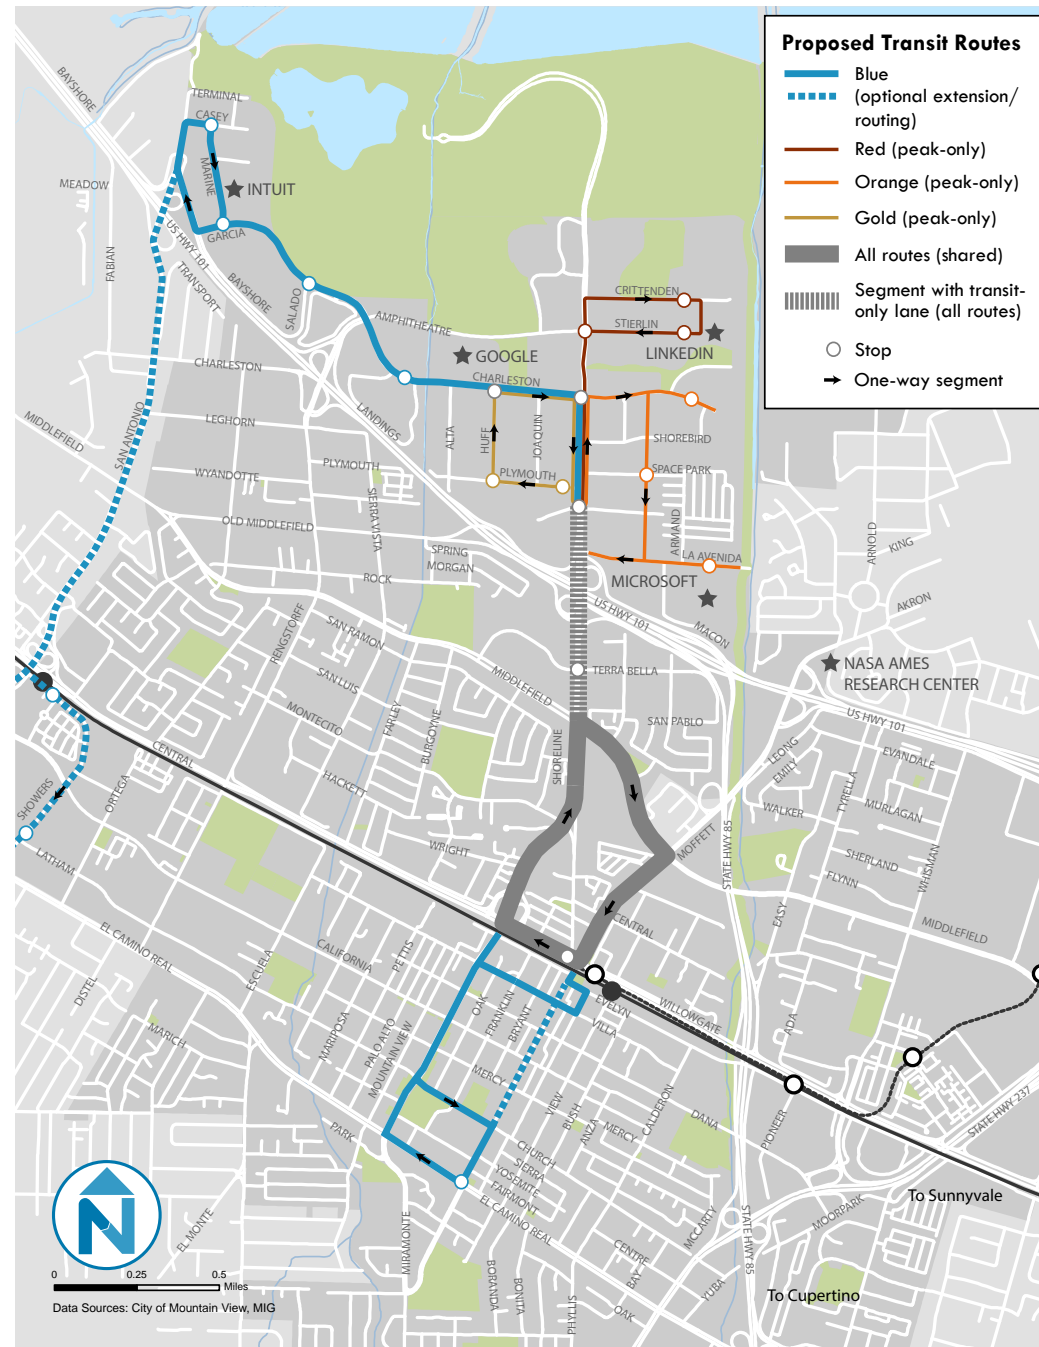 Proposed Transit Routes
Blue
(optional extension/
routing)
Red (peak-only)
Orange (peak-only)
Gold (peak-only)
All routes (shared)
Segment with transit-
only lane (all routes)
Stop
One-way segment
BAYSHORE
TERMINAL
CASEY
MARINE
INTUIT
MEADOW
GARCIA
US HWY 101
FABIAN
TRANSPORT
BAYSHORE
SALADO
AMPHITHEATRE
CRITTENDEN
STIERLIN
LINKEDIN
GOOGLE
CHARLESTON
CHARLESTON
LANDINGS
MIDDLEFIELD
SAN ANTONIO
LEGHORN
ALTA
HUFF
JOAQUIN
SHOREBIRD
PLYMOUTH
WYANDOTTE
PLYMOUTH
SPACE PARK
SIERRA VISTA
OLD MIDDLEFIELD
ARMAND
LA AVENIDA
ARNOLD
KING
SPRING
MORGAN
ROCK
MICROSOFT
US HWY 101
MACON
AKRON
RENGSTORFF
SAN RAMON
SAN LUIS
MIDDLEFIELD
TERRA BELLA
NASA AMES
RESEARCH CENTER
MONTECITO
FARLEY
BURGOYNE
SAN PABLO
US HWY 101
SHORELINE
CENTRAL
LEONG
EMILY
EVANDALE
TYRELLA
SHOWERS
ORTEGA
HACKETT
WALKER
MURLAGAN
MOFFETT
STATE HWY 85
WRIGHT
LATHAM
SHERLAND
FLYNN
WHISMAN
EL CAMINO REAL
CENTRAL
EASY
MIDDLEFIELD
CALIFORNIA
PETTIS
ESCUELA
DISTEL
OAK
FRANKLIN
BRYANT
EVELYN
VILLA
WILLOWGATE
MARICH
MARIPOSA
PALO ALTO
MOUNTAIN VIEW
ADA
MERCY
VIEW
BUSH
ANZA
MERCY
CALDERON
DANA
PIONEER
STATE HWY 237
PARK
CHURCH
SIERRA
YOSEMITE
FAIRMONT
EL CAMINO REAL
To Sunnyvale
MOORPARK
EL MONTE
MIRAMONTE
MCCARTY
STATE HWY 85
CENTRE
BAY
YUBA
BORANDA
BONITA
PHYLLIS
OAK
To Cupertino
N
0 0.25 0.5
Miles
Data Sources: City of Mountain View, MIG